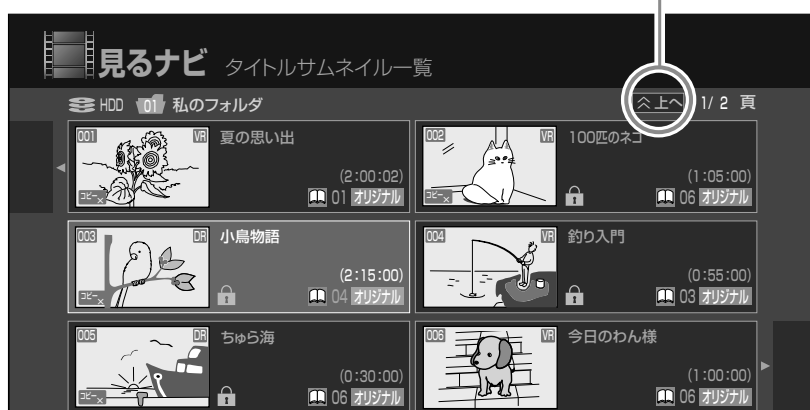 見るナビ タイトルサムネイル一覧
HDD 01 私のフォルダ
上へ 1/ 2 頁
001 VR 夏の思い出
コピー×
(2:00:02)
01 オリジナル
002 VR 100匹のネコ
コピー×
(1:05:00)
06 オリジナル
003 DR 小鳥物語
コピー×
(2:15:00)
04 オリジナル
004 VR 釣り入門
(0:55:00)
03 オリジナル
005 DR ちゅら海
コピー×
(0:30:00)
06 オリジナル
006 VR 今日のわん様
(1:00:00)
06 オリジナル